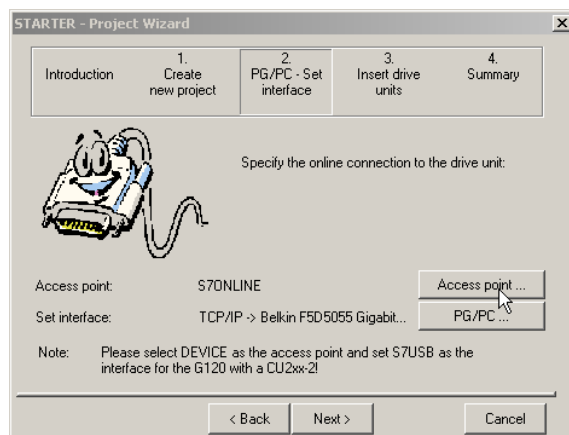 STARTER - Project Wizard
Introduction
1.
Create
new project
2.
PG/PC - Set
interface
3.
Insert drive
units
4.
Summary
Specify the online connection to the drive unit:
Access point: S7ONLINE Access point ...
Set interface: TCP/IP -> Belkin F5D5055 Gigabit... PG/PC ...
Note: Please select DEVICE as the access point and set S7USB as the
interface for the G120 with a CU2xx-2!
< Back Next > Cancel